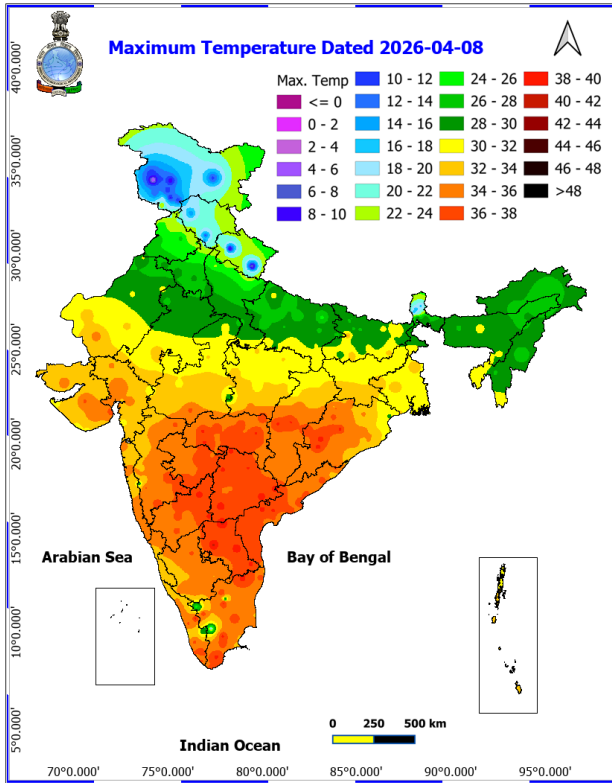 Maximum Temperature Dated 2026-04-08
Max. Temp
<= 0
0 - 2
2 - 4
4 - 6
6 - 8
8 - 10
10 - 12
12 - 14
14 - 16
16 - 18
18 - 20
20 - 22
22 - 24
24 - 26
26 - 28
28 - 30
30 - 32
32 - 34
34 - 36
36 - 38
38 - 40
40 - 42
42 - 44
44 - 46
46 - 48
>48
40°0.000'
35°0.000'
30°0.000'
25°0.000'
20°0.000'
15°0.000'
10°0.000'
5°0.000'
Arabian Sea
Bay of Bengal
Indian Ocean
0 250 500 km
70°0.000' 75°0.000' 80°0.000' 85°0.000' 90°0.000' 95°0.000'